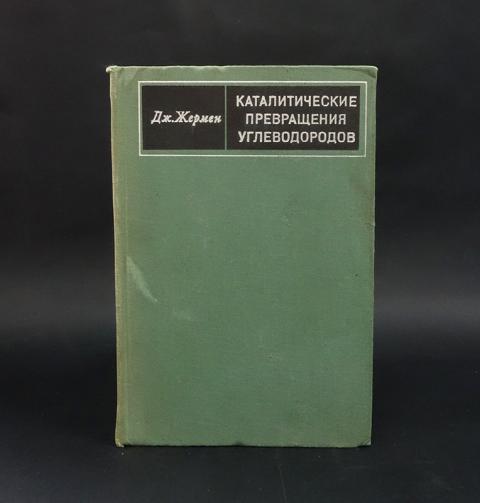 Дж. Жермен
КАТАЛИТИЧЕСКИЕ
ПРЕВРАЩЕНИЯ
УГЛЕВОДОРОДОВ